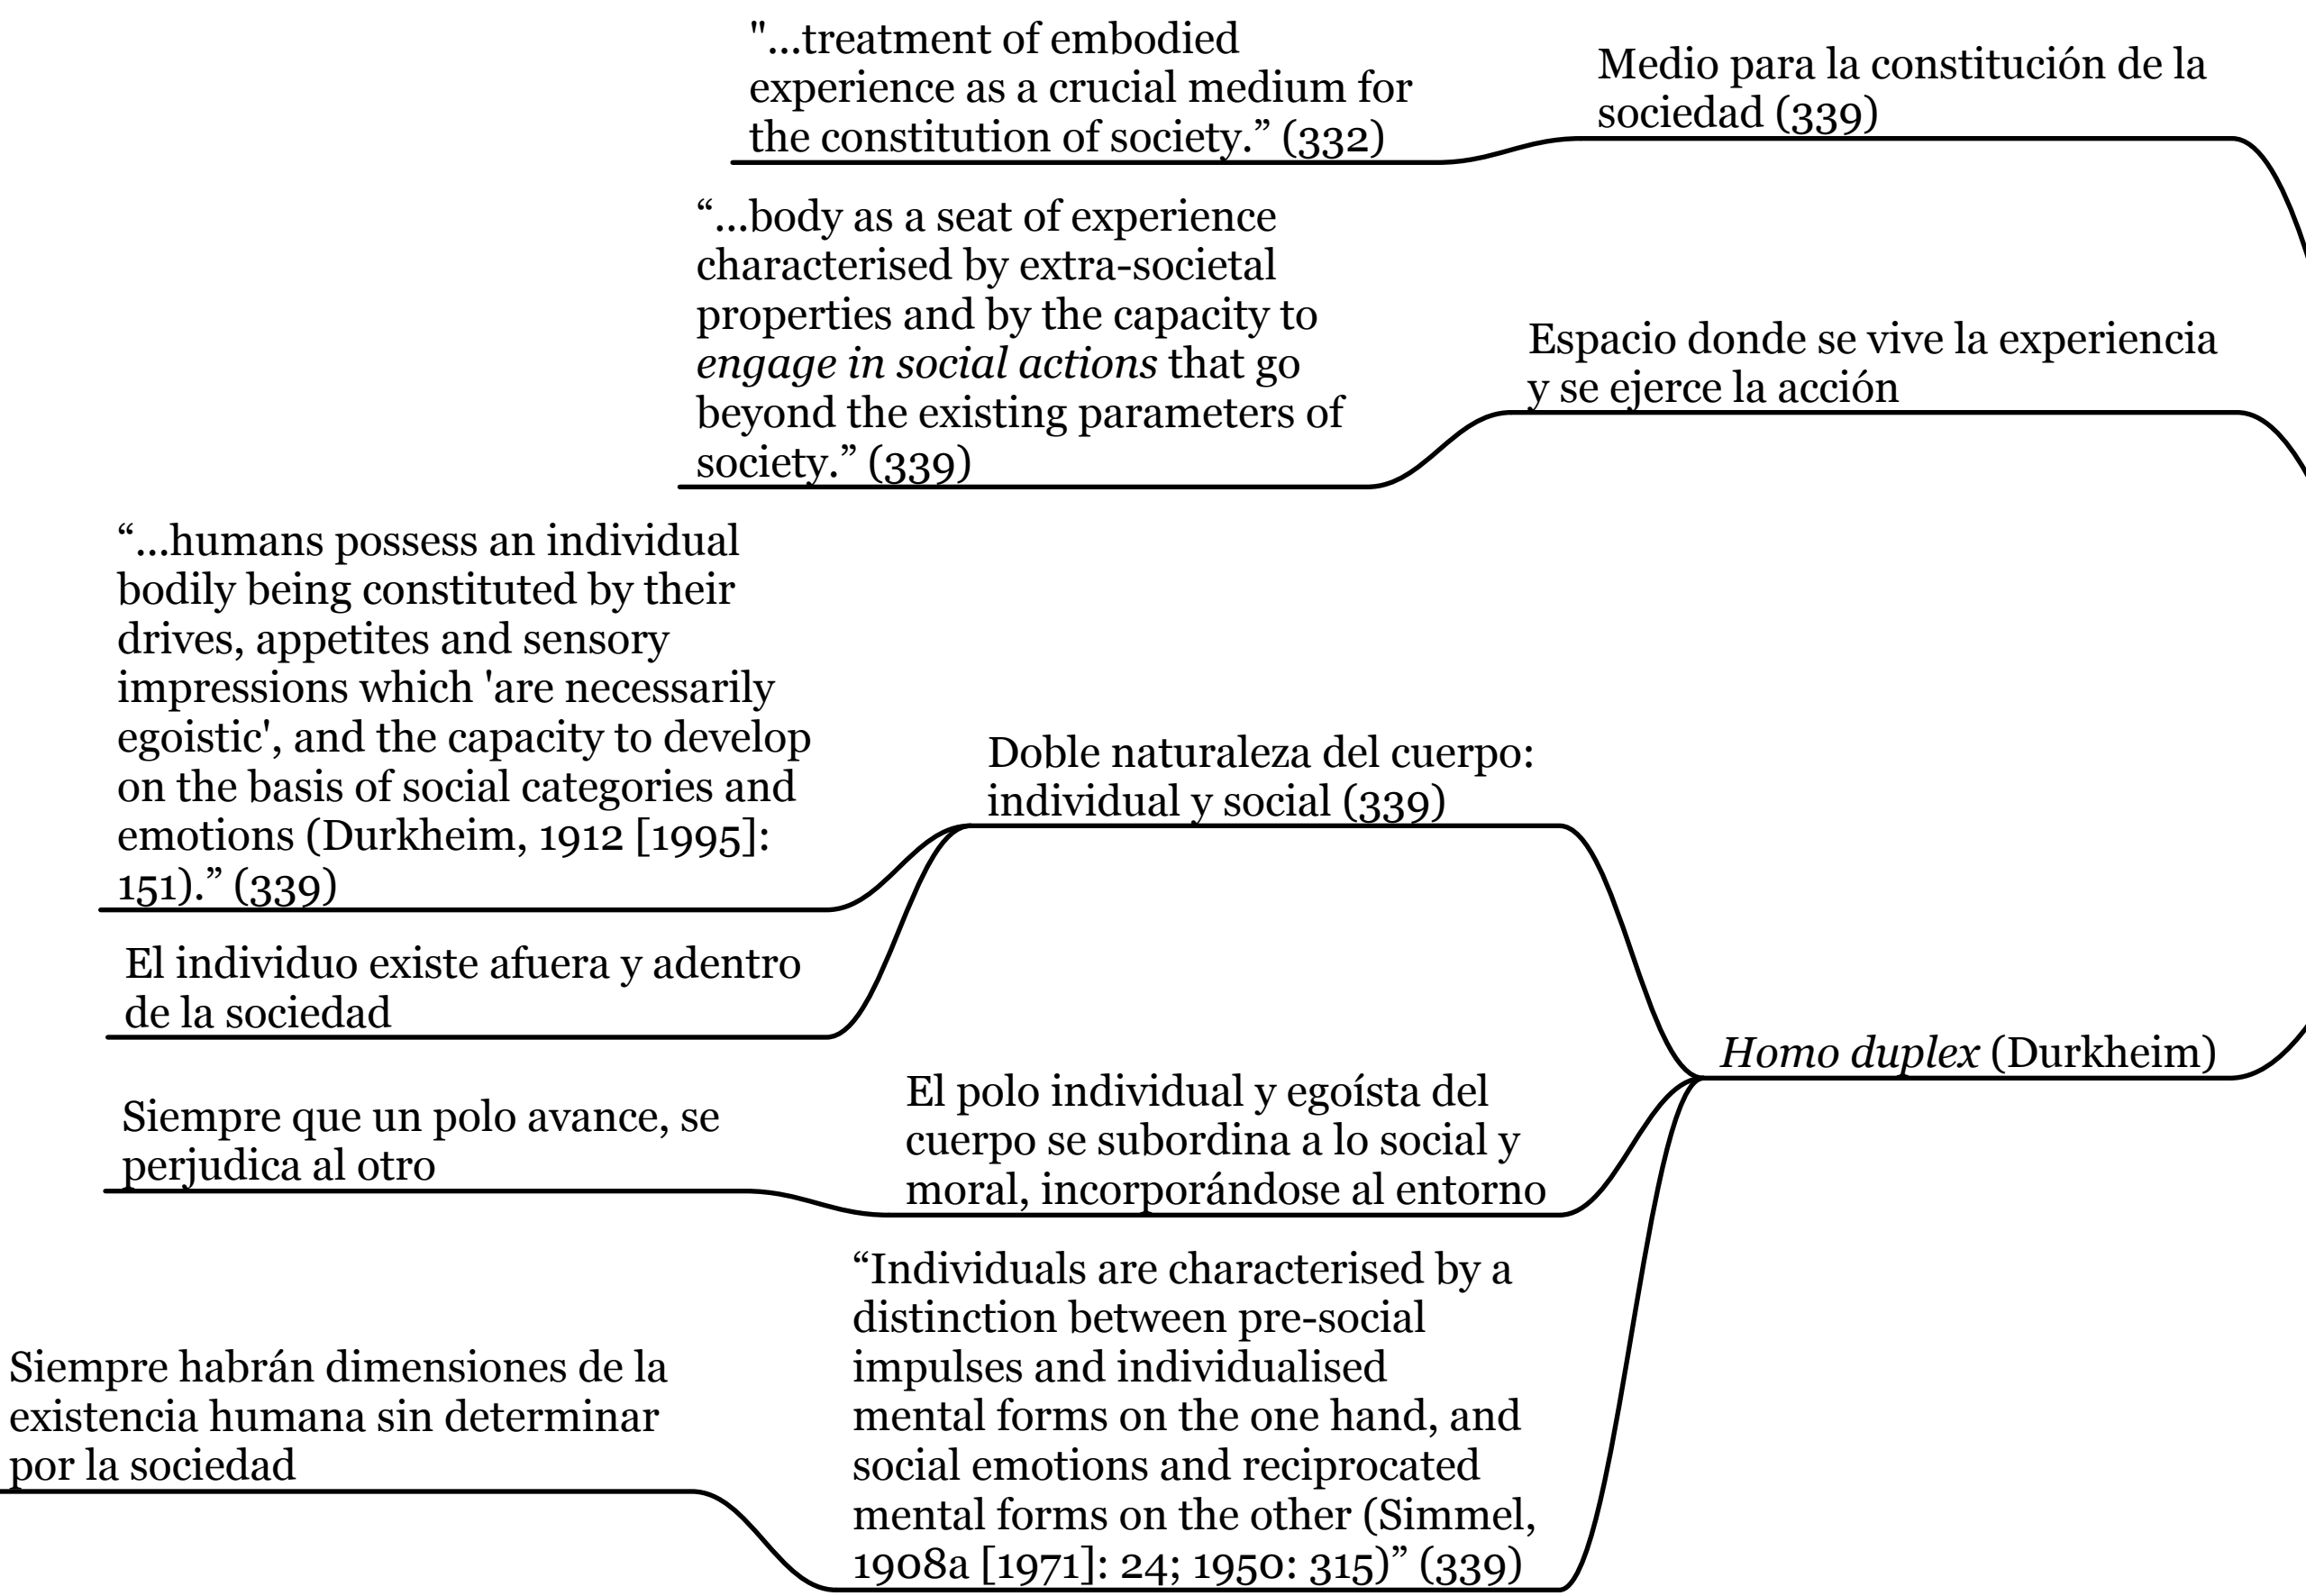 "...treatment of embodied
experience as a crucial medium for
the constitution of society.” (332)
Medio para la constitución de la
sociedad (339)
“...body as a seat of experience
characterised by extra-societal
properties and by the capacity to
engage in social actions that go
beyond the existing parameters of
society.” (339)
Espacio donde se vive la experiencia
y se ejerce la acción
“...humans possess an individual
bodily being constituted by their
drives, appetites and sensory
impressions which 'are necessarily
egoistic', and the capacity to develop
on the basis of social categories and
emotions (Durkheim, 1912 [1995]:
151).” (339)
Doble naturaleza del cuerpo:
individual y social (339)
El individuo existe afuera y adentro
de la sociedad
Homo duplex (Durkheim)
Siempre que un polo avance, se
perjudica al otro
El polo individual y egoísta del
cuerpo se subordina a lo social y
moral, incorporándose al entorno
Siempre habrán dimensiones de la
existencia humana sin determinar
por la sociedad
“Individuals are characterised by a
distinction between pre-social
impulses and individualised
mental forms on the one hand, and
social emotions and reciprocated
mental forms on the other (Simmel,
1908a [1971]: 24; 1950: 315)” (339)